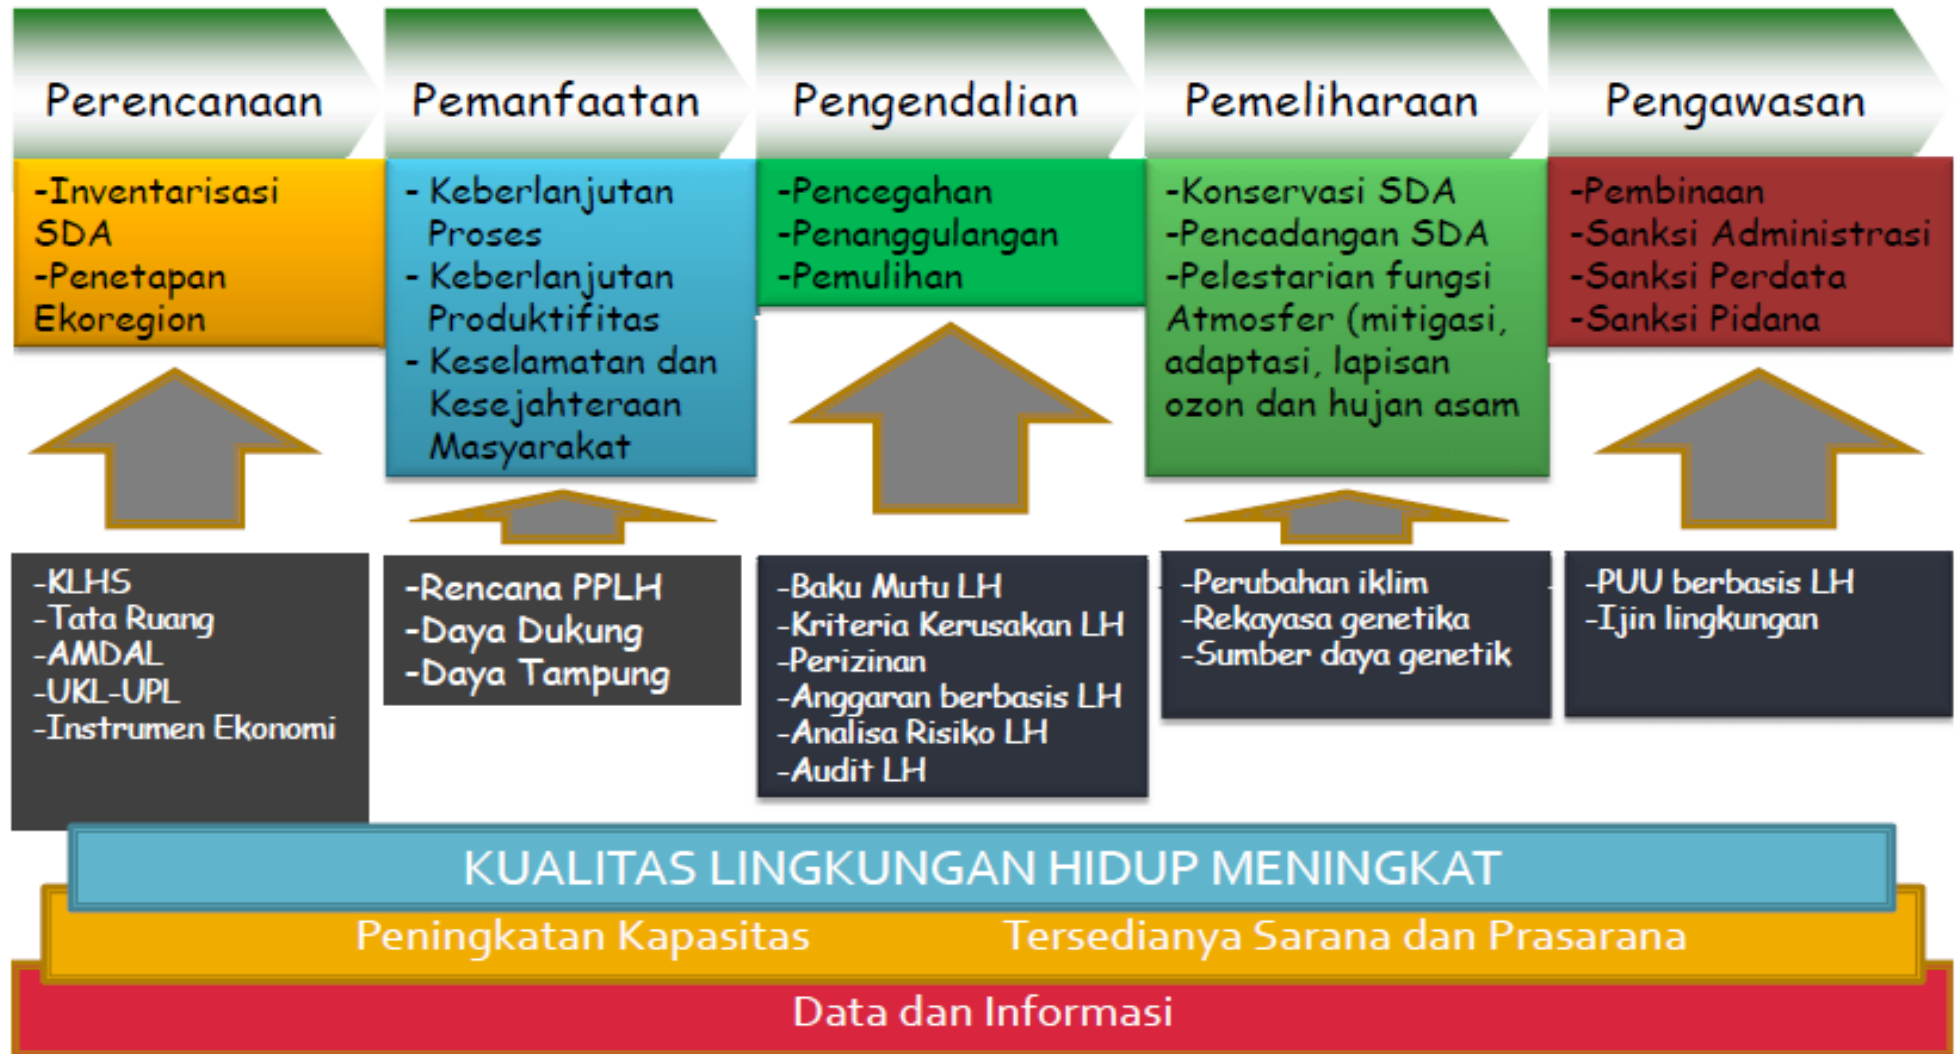 Perencanaan
Pemanfaatan
Pengendalian
Pemeliharaan
Pengawasan
-Inventarisasi
SDA
-Penetapan
Ekoregion
- Keberlanjutan
Proses
- Keberlanjutan
Produktifitas
- Keselamatan dan
Kesejahteraan
Masyarakat
-Pencegahan
-Penanggulangan
-Pemulihan
-Konservasi SDA
-Pencadangan SDA
-Pelestarian fungsi
Atmosfer (mitigasi,
adaptasi, lapisan
ozon dan hujan asam
-Pembinaan
-Sanksi Administrasi
-Sanksi Perdata
-Sanksi Pidana
-KLHS
-Tata Ruang
-AMDAL
-UKL-UPL
-Instrumen Ekonomi
-Rencana PPLH
-Daya Dukung
-Daya Tampung
-Baku Mutu LH
-Kriteria Kerusakan LH
-Perizinan
-Anggaran berbasis LH
-Analisa Risiko LH
-Audit LH
-Perubahan iklim
-Rekayasa genetika
-Sumber daya genetik
-PUU berbasis LH
-Ijin lingkungan
KUALITAS LINGKUNGAN HIDUP MENINGKAT
Peningkatan Kapasitas Tersedianya Sarana dan Prasarana
Data dan Informasi